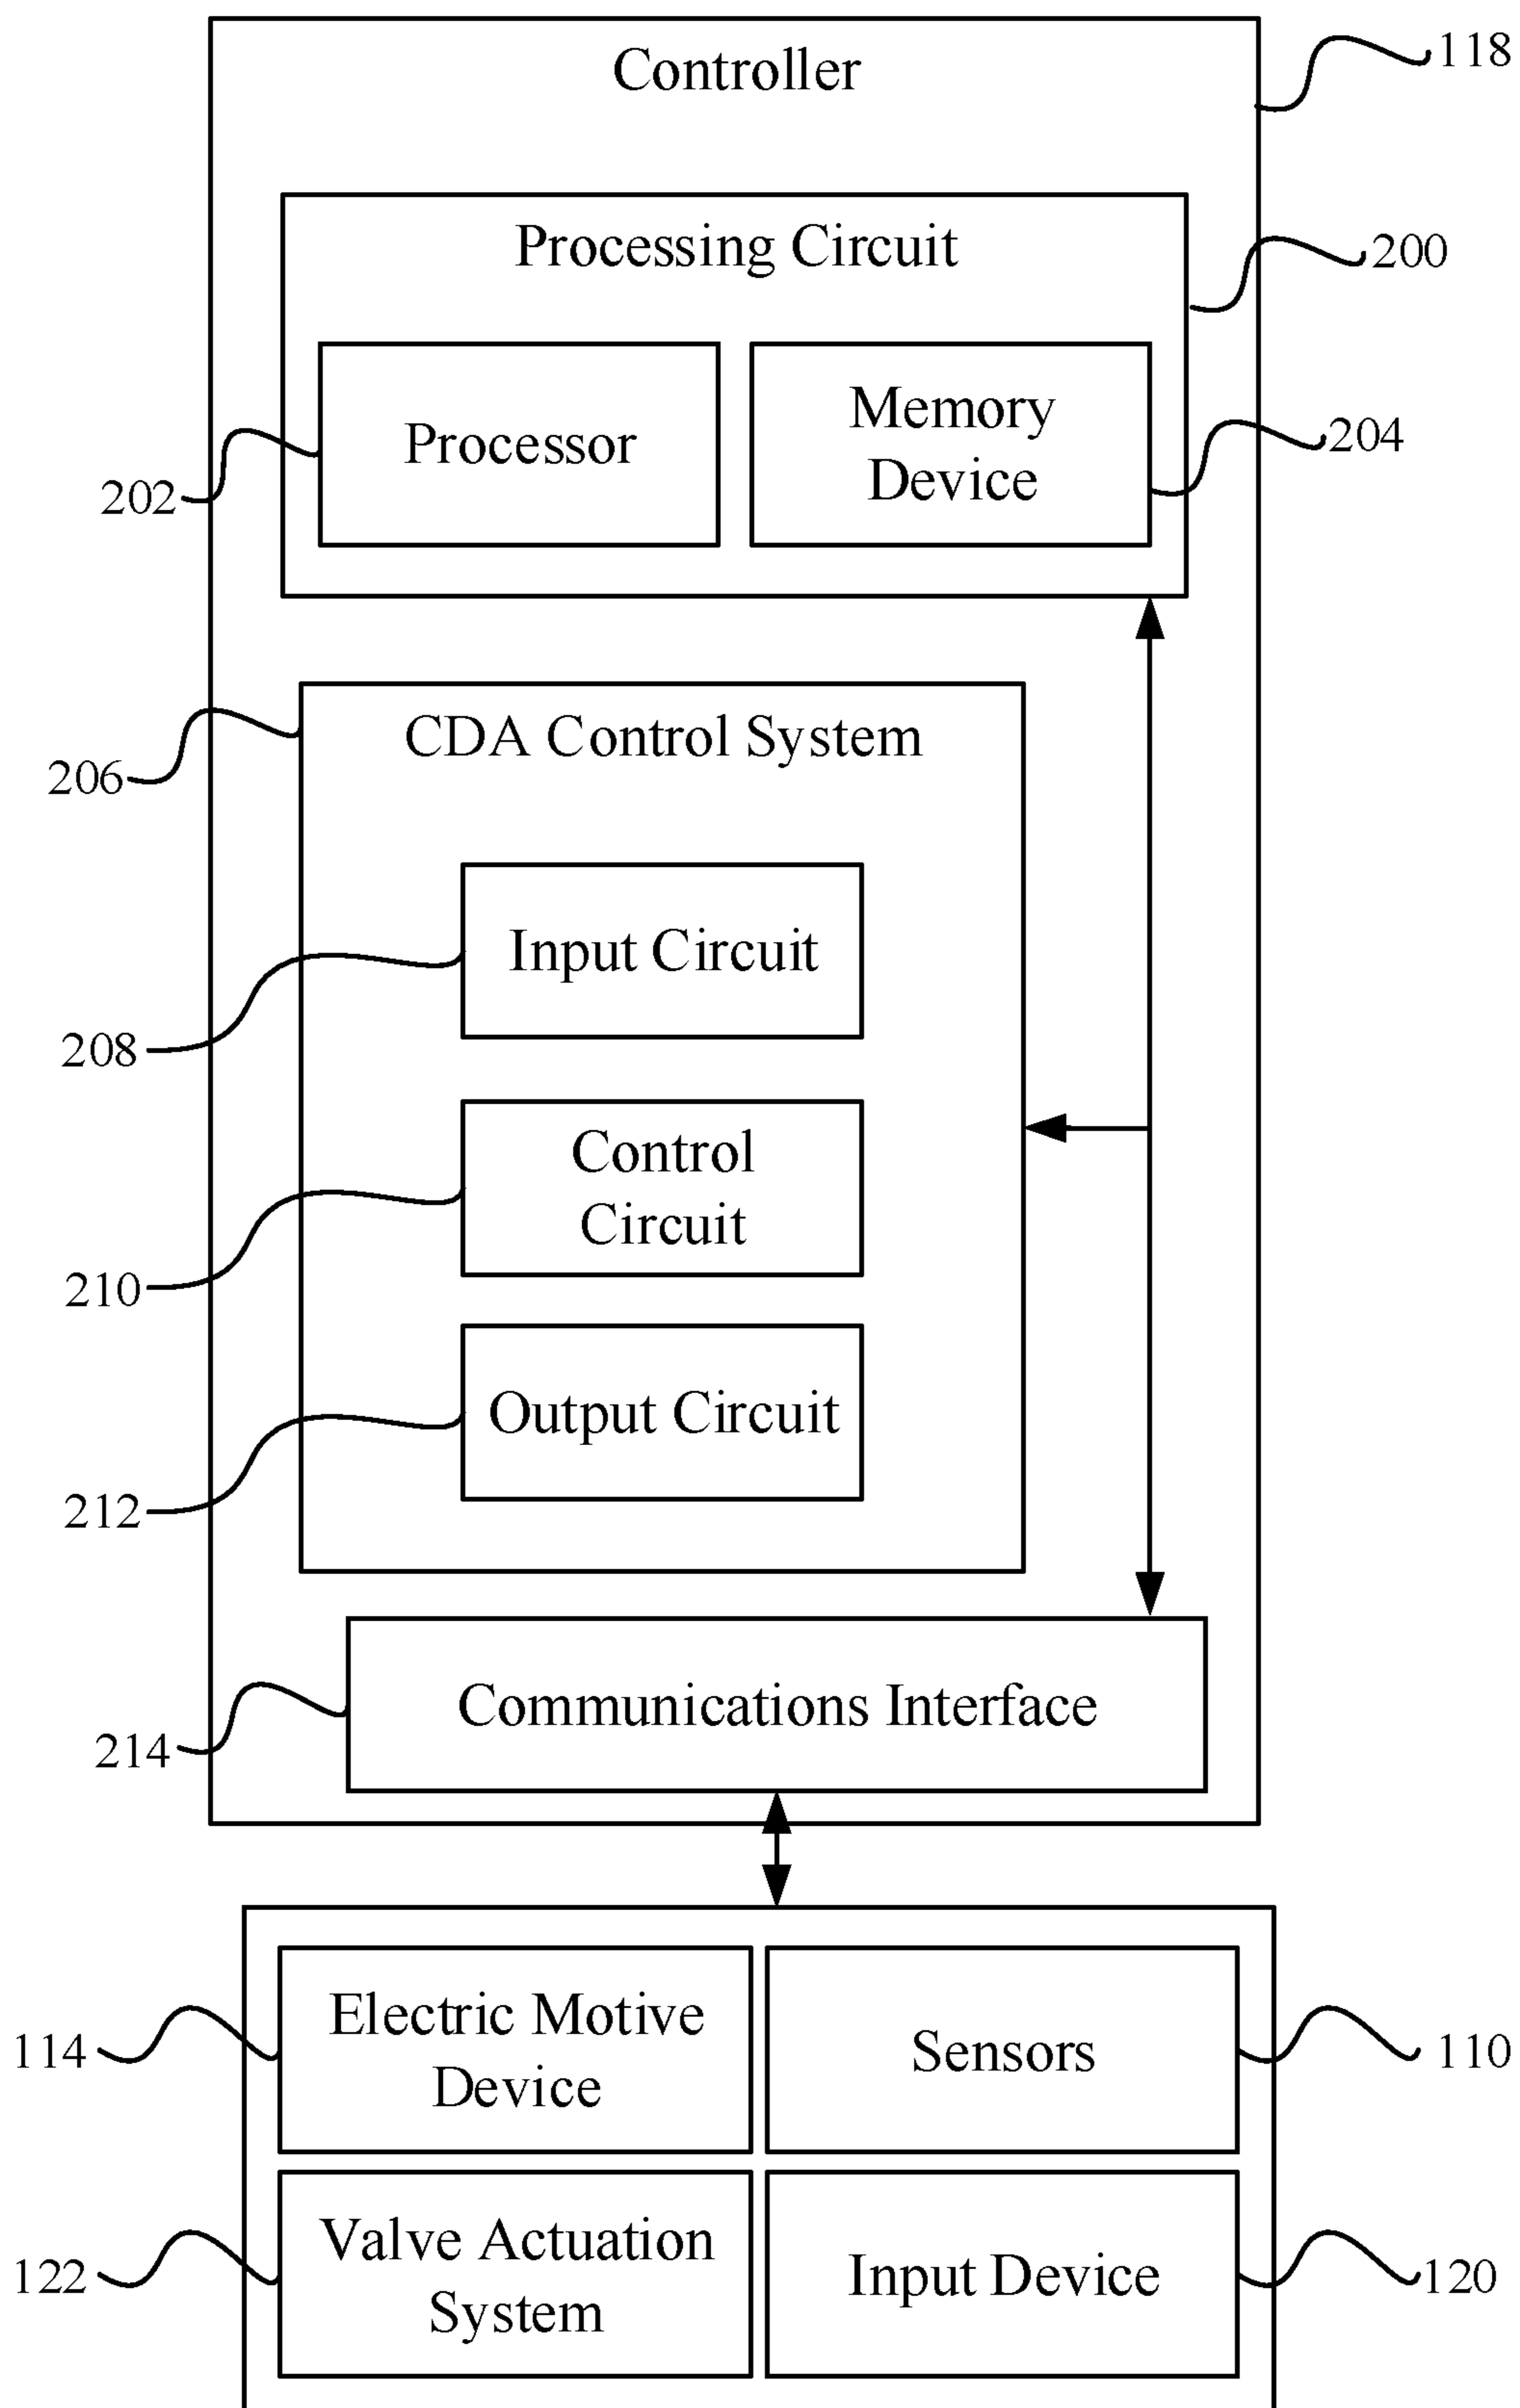 Controller
118
Processing Circuit
200
Processor
Memory
Device
202
204
CDA Control System
206
Input Circuit
208
Control
Circuit
210
Output Circuit
212
Communications Interface
214
Electric Motive
Device
114
Sensors
110
Valve Actuation
System
122
Input Device
120